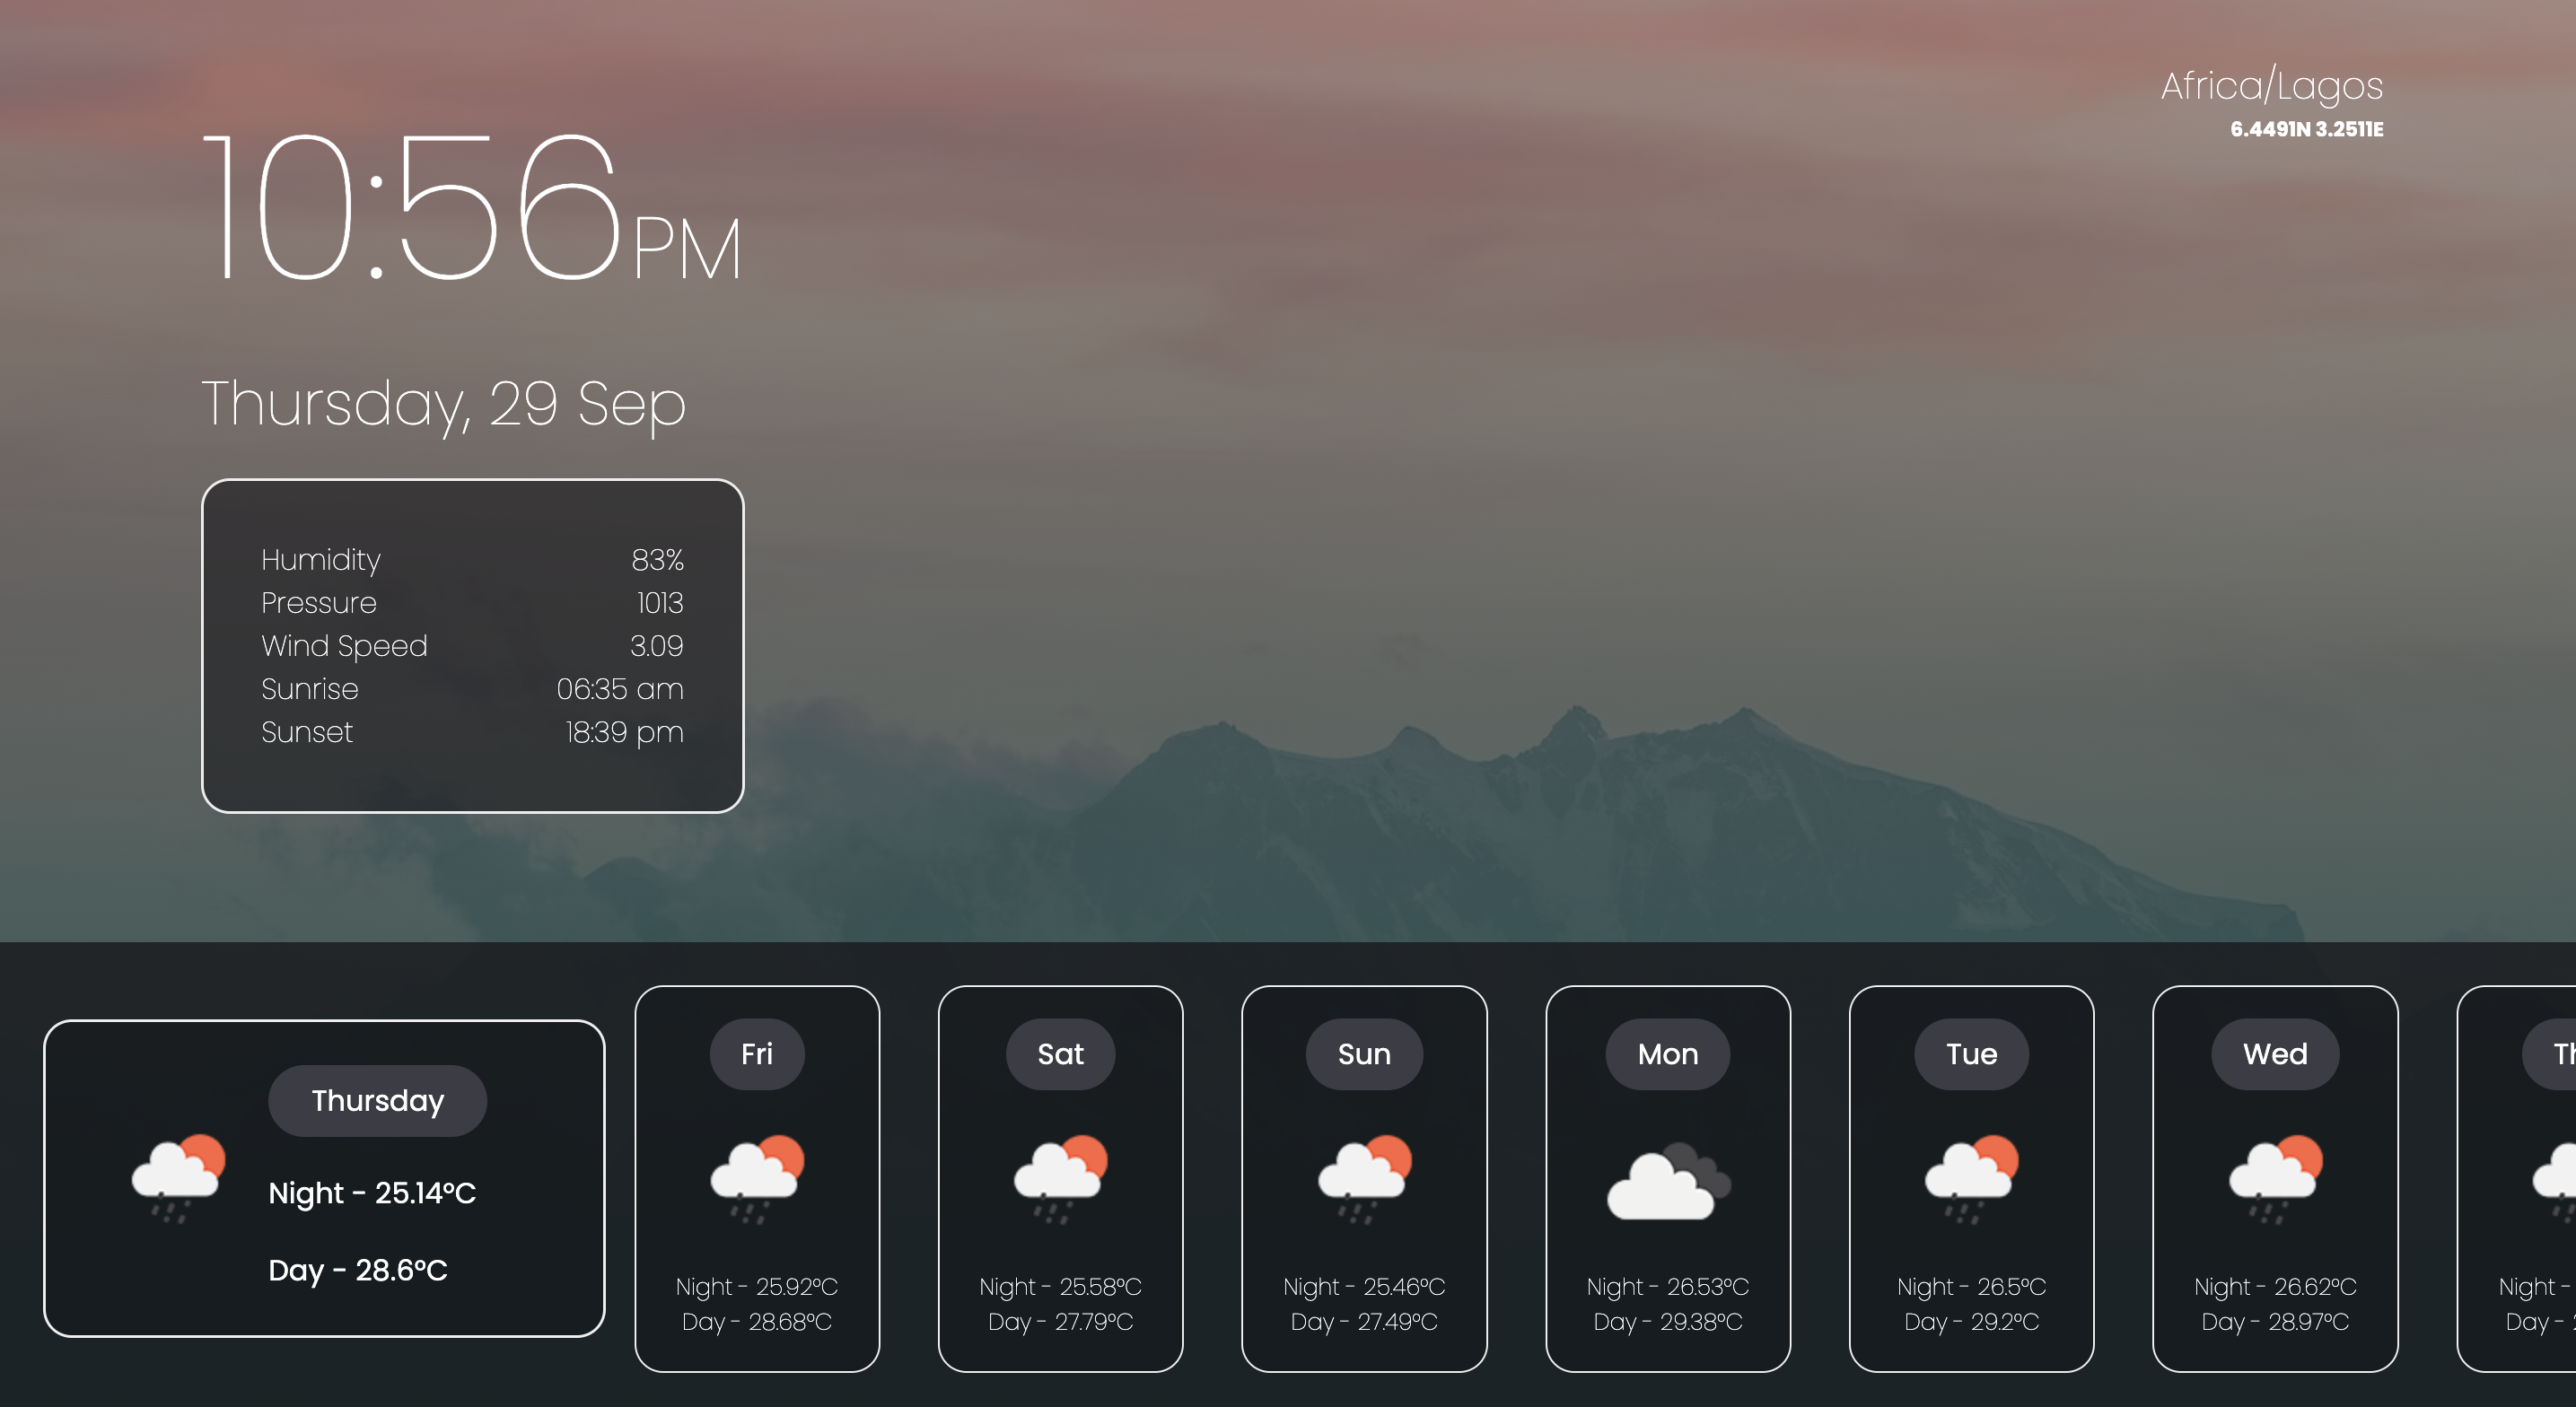 10:56PM
Africa/Lagos
6.4491N 3.2511E
Thursday, 29 Sep
Humidity 83%
Pressure 1013
Wind Speed 3.09
Sunrise 06:35 am
Sunset 18:39 pm
Thursday
Night - 25.14°C
Day - 28.6°C
Fri
Night - 25.92°C
Day - 28.68°C
Sat
Night - 25.58°C
Day - 27.79°C
Sun
Night - 25.46°C
Day - 27.49°C
Mon
Night - 26.53°C
Day - 29.38°C
Tue
Night - 26.5°C
Day - 29.2°C
Wed
Night - 26.62°C
Day - 28.97°C
Night -
Day -